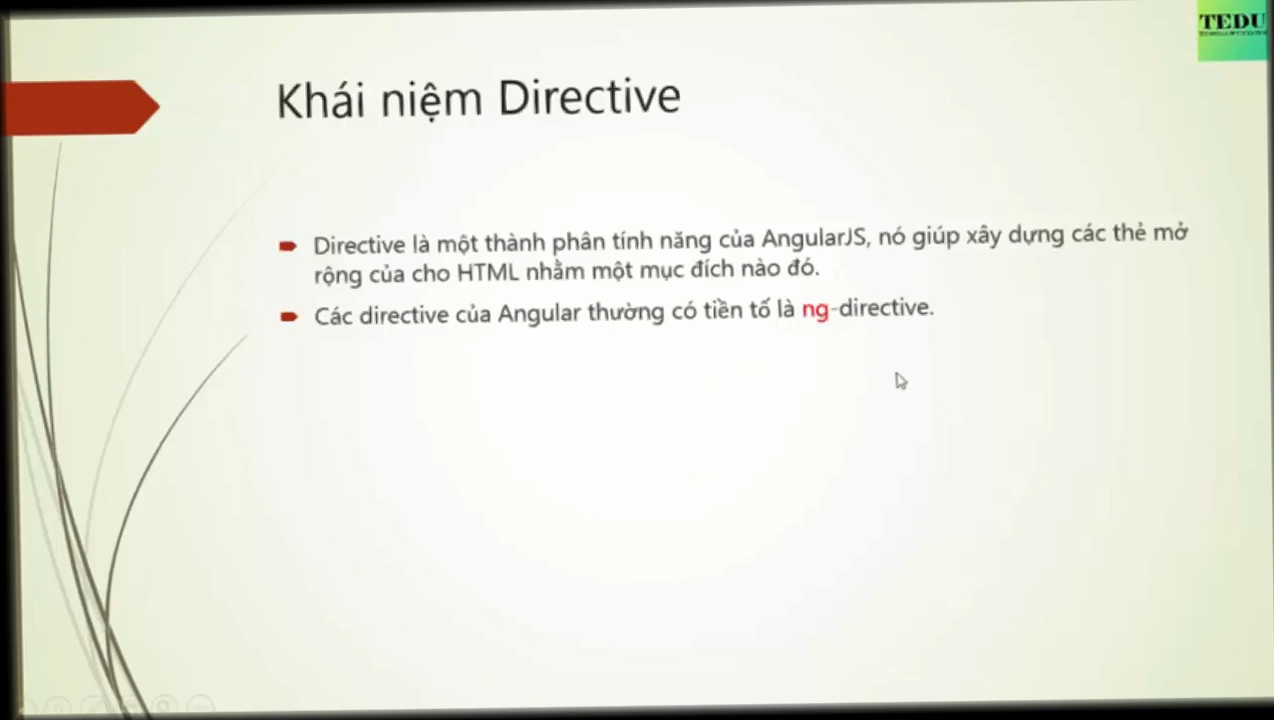 TEDU
Khái niệm Directive
Directive là một thành phân tính năng của AngularJS, nó giúp xây dựng các thẻ mở
rộng của cho HTML nhằm một mục đích nào đó.
Các directive của Angular thường có tiền tố là ng-directive.